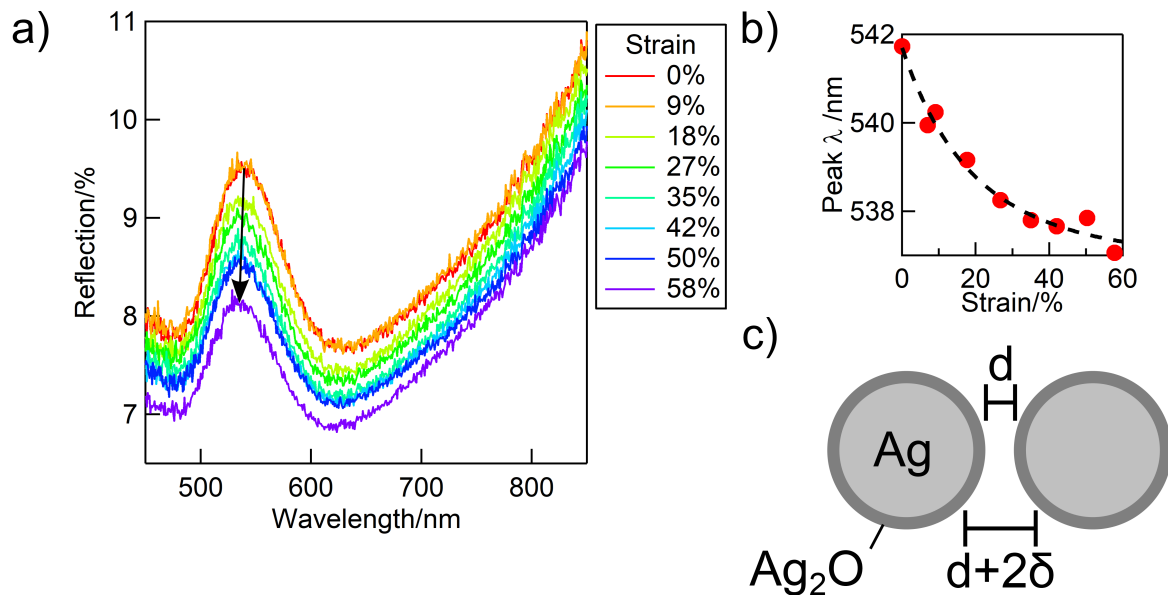 a)
11
10
9
8
7
Reflection/%
500
600
700
800
Wavelength/nm
Strain
0%
9%
18%
27%
35%
42%
50%
58%
b)
542
540
538
Peak λ /nm
0
20
40
60
Strain/%
c)
d
Ag
Ag₂O
d+2δ